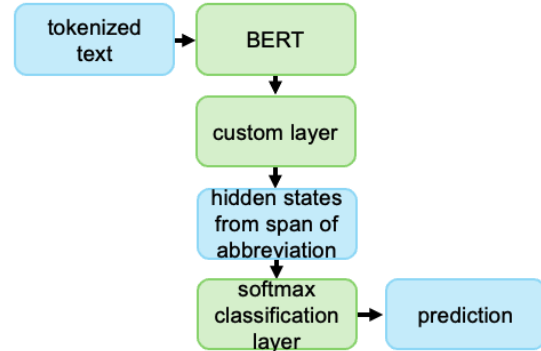 tokenized
text
BERT
custom layer
hidden states
from span of
abbreviation
softmax
classification
layer
prediction